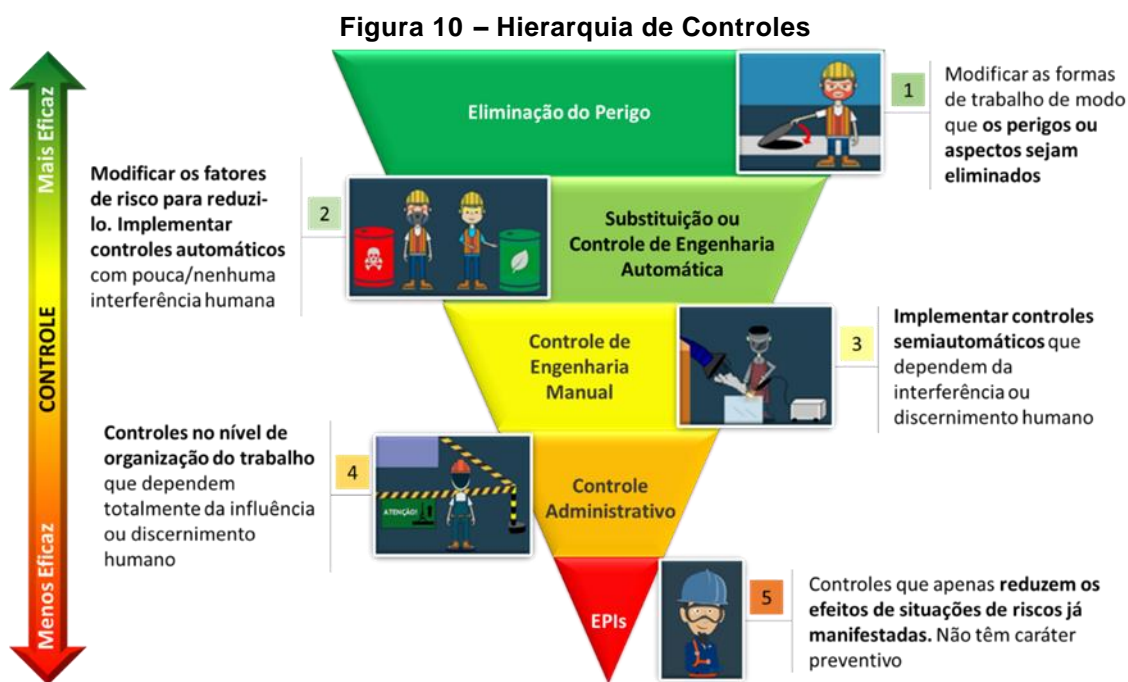 Figura 10 – Hierarquia de Controles
Mais Eficaz
CONTROLE
Menos Eficaz
Eliminação do Perigo
1
Modificar as formas
de trabalho de modo
que os perigos ou
aspectos sejam
eliminados
Modificar os fatores
de risco para reduzi-
lo. Implementar
controles automáticos
com pouca/nenhuma
interferência humana
2
Substituição ou
Controle de Engenharia
Automática
Controle de
Engenharia
Manual
3
Implementar controles
semiautomáticos que
dependem da
interferência ou
discernimento humano
Controles no nível de
organização do trabalho
que dependem
totalmente da influência
ou discernimento
humano
4
ATENÇÃO!
Controle
Administrativo
EPIs
5
Controles que apenas reduzem os
efeitos de situações de riscos já
manifestadas. Não têm caráter
preventivo